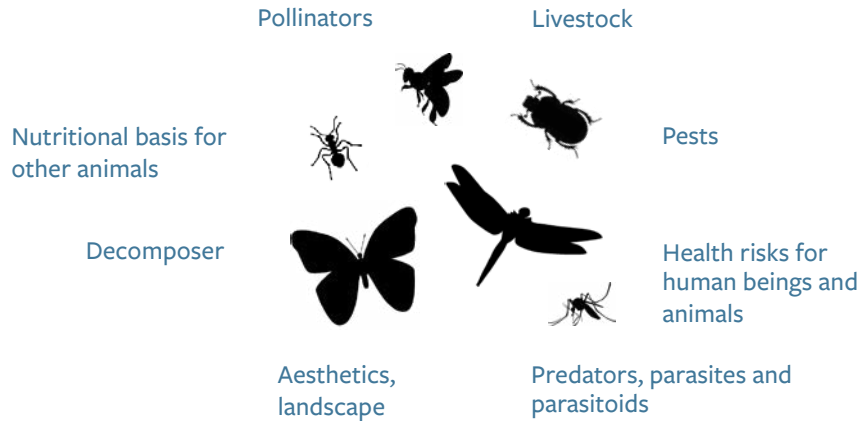 Pollinators
Livestock
Nutritional basis for
other animals
Pests
Decomposer
Health risks for
human beings and
animals
Aesthetics,
landscape
Predators, parasites and
parasitoids